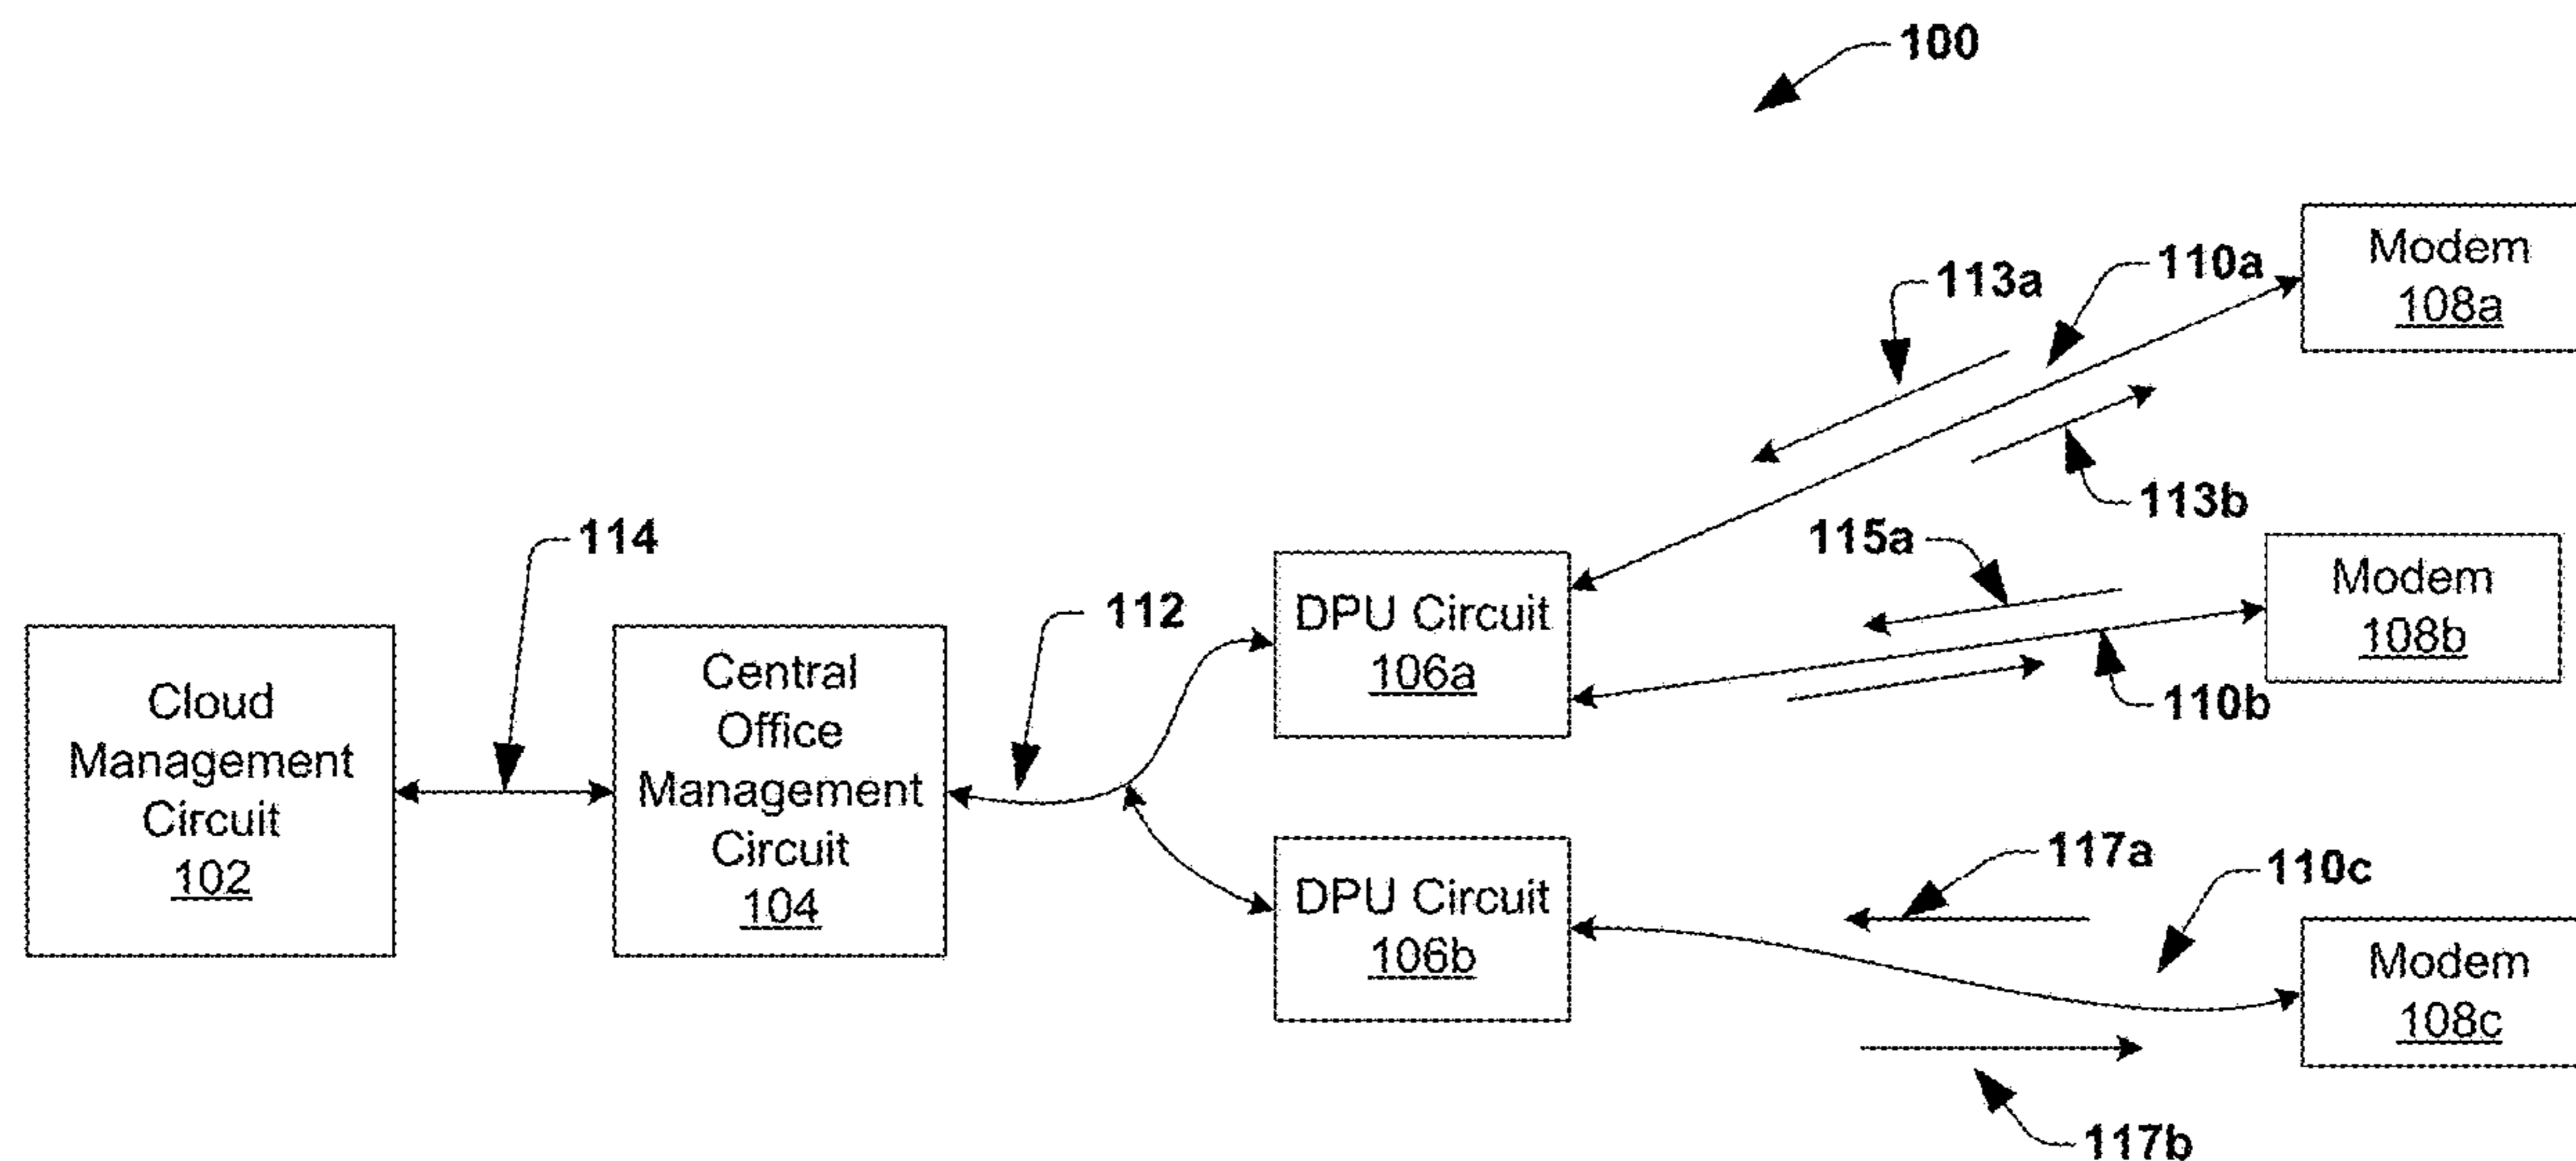 100
Modem
108a
110a
113a
113b
114
112
115a
DPU Circuit
106a
Modem
108b
110b
Cloud
Management
Circuit
102
Central
Office
Management
Circuit
104
DPU Circuit
106b
117a
110c
Modem
108c
117b